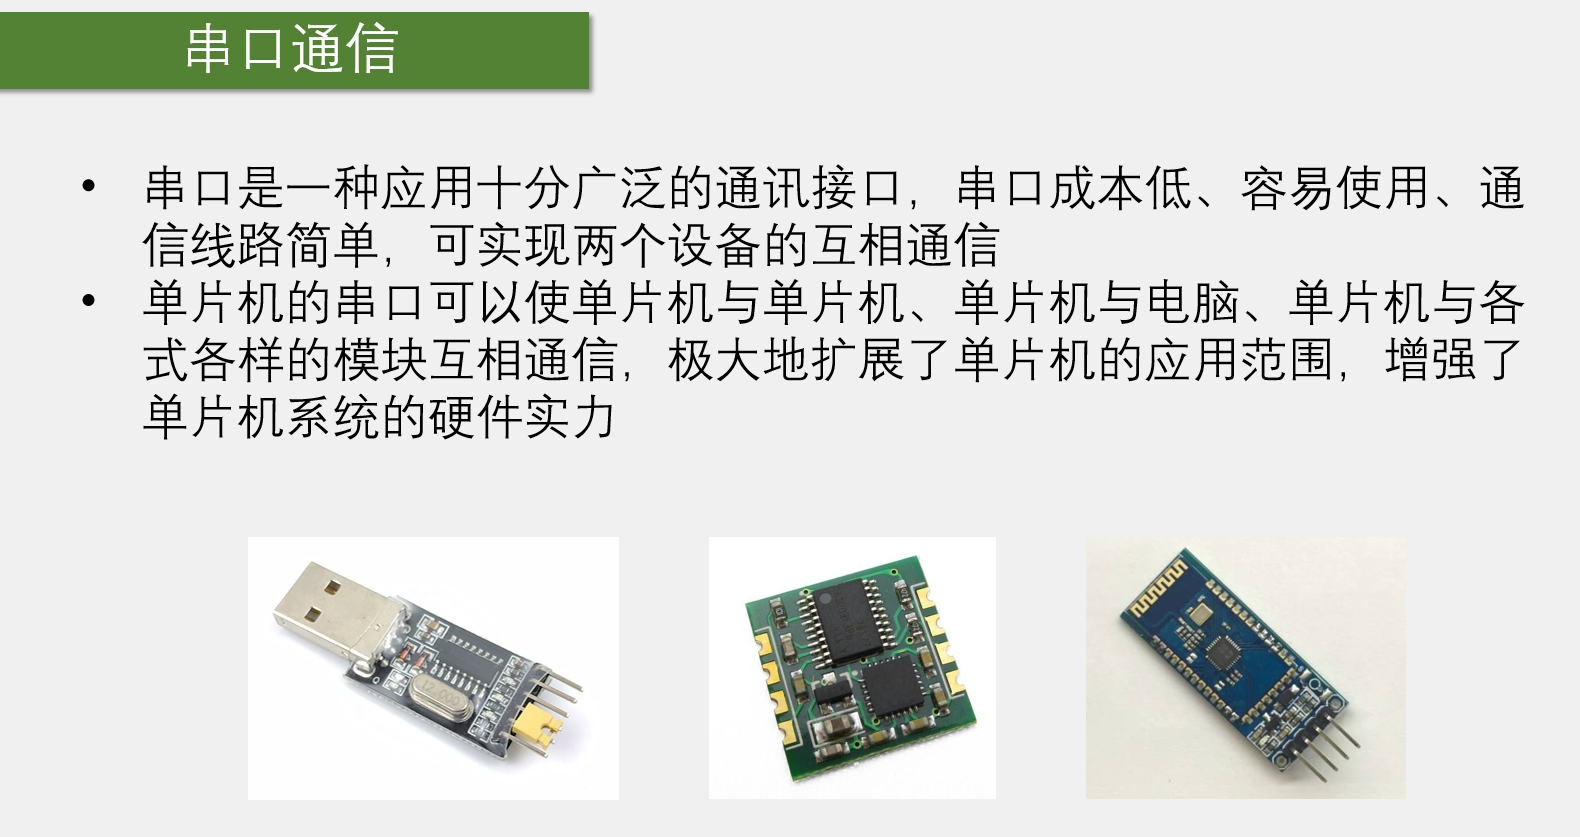 串口通信
• 串口是一种应用十分广泛的通讯接口，串口成本低、容易使用、通
信线路简单，可实现两个设备的互相通信
• 单片机的串口可以使单片机与单片机、单片机与电脑、单片机与各
式各样的模块互相通信，极大地扩展了单片机的应用范围，增强了
单片机系统的硬件实力
12.000